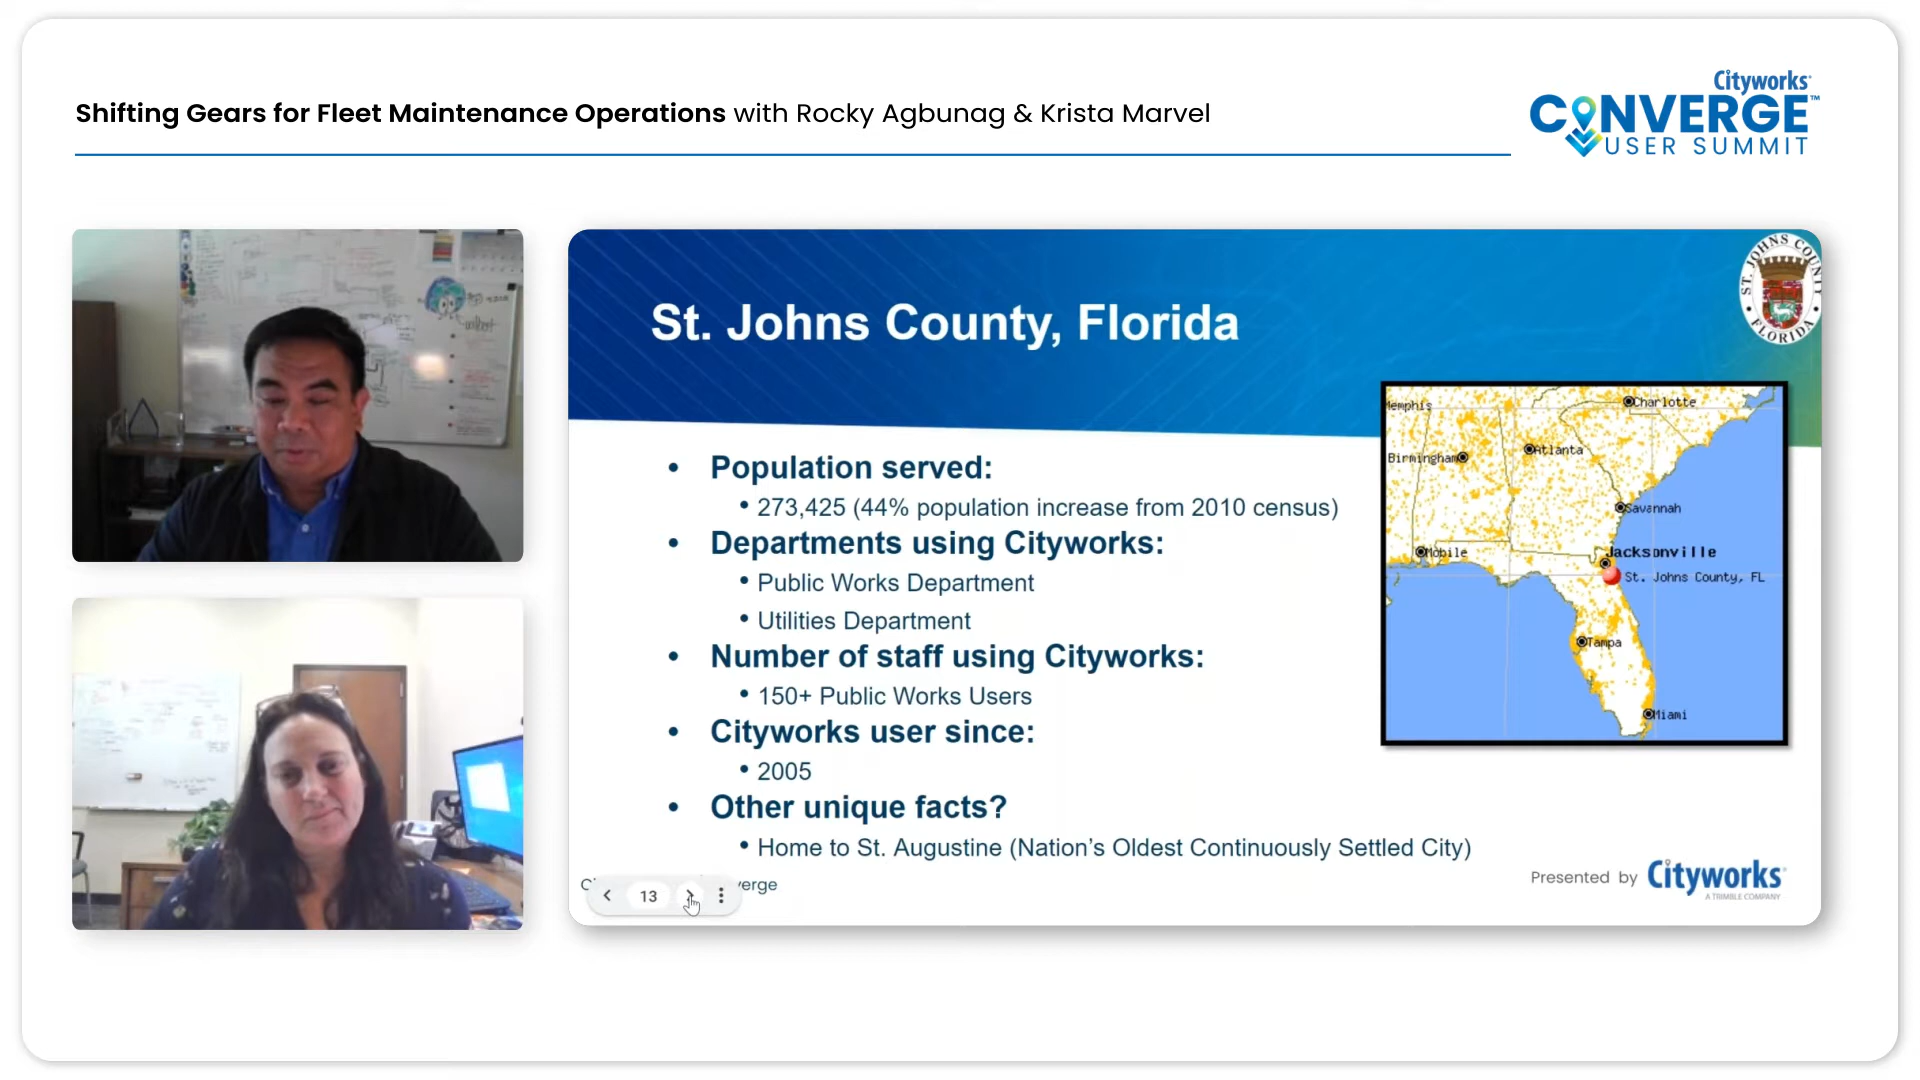 Shifting Gears for Fleet Maintenance Operations with Rocky Agbunag & Krista Marvel
Cityworks
CONVERGE™
USER SUMMIT
St. Johns County, Florida
ST. JOHNS COUNTY
FLORIDA
• Population served:
• 273,425 (44% population increase from 2010 census)
• Departments using Cityworks:
• Public Works Department
• Utilities Department
• Number of staff using Cityworks:
• 150+ Public Works Users
• Cityworks user since:
• 2005
• Other unique facts?
• Home to St. Augustine (Nation's Oldest Continuously Settled City)
Memphis
Charlotte
Birmingham
Atlanta
Savannah
Mobile
Jacksonville
St. Johns County, FL
Tampa
Miami
13
Presented by Cityworks
A TRIMBLE COMPANY